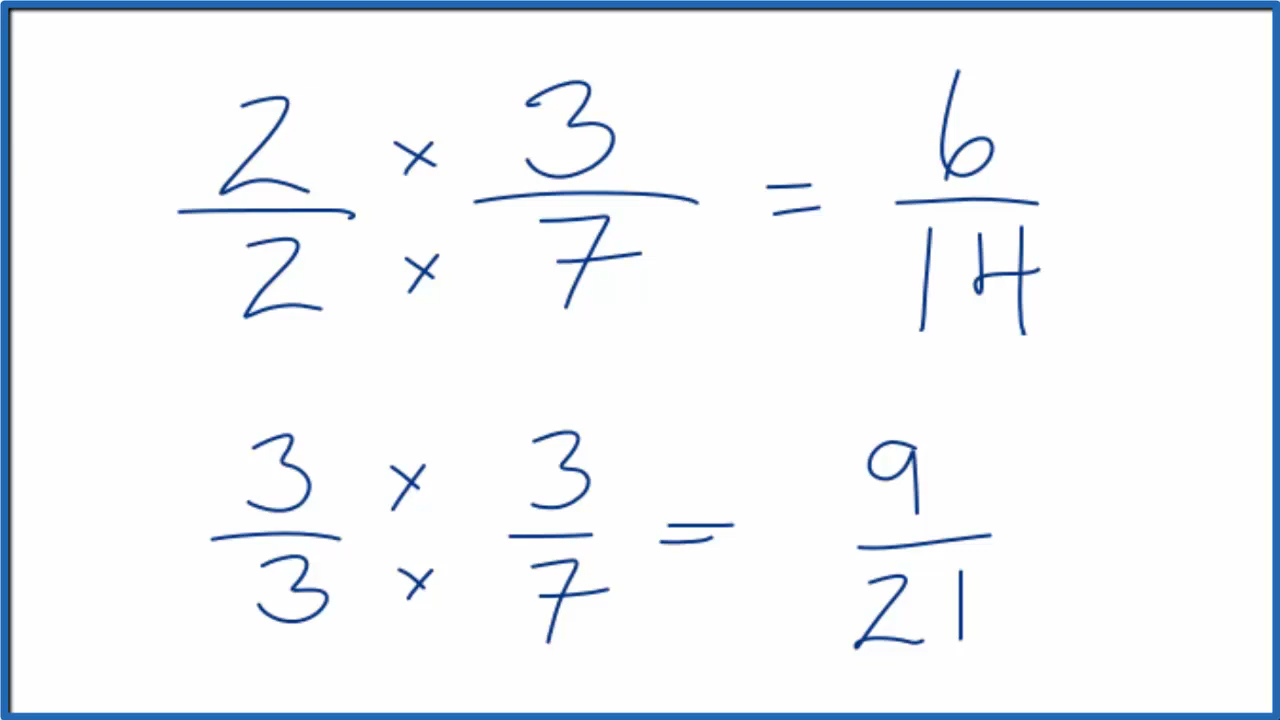 2/2 × 3/7 = 6/14
3/3 × 3/7 = 9/21